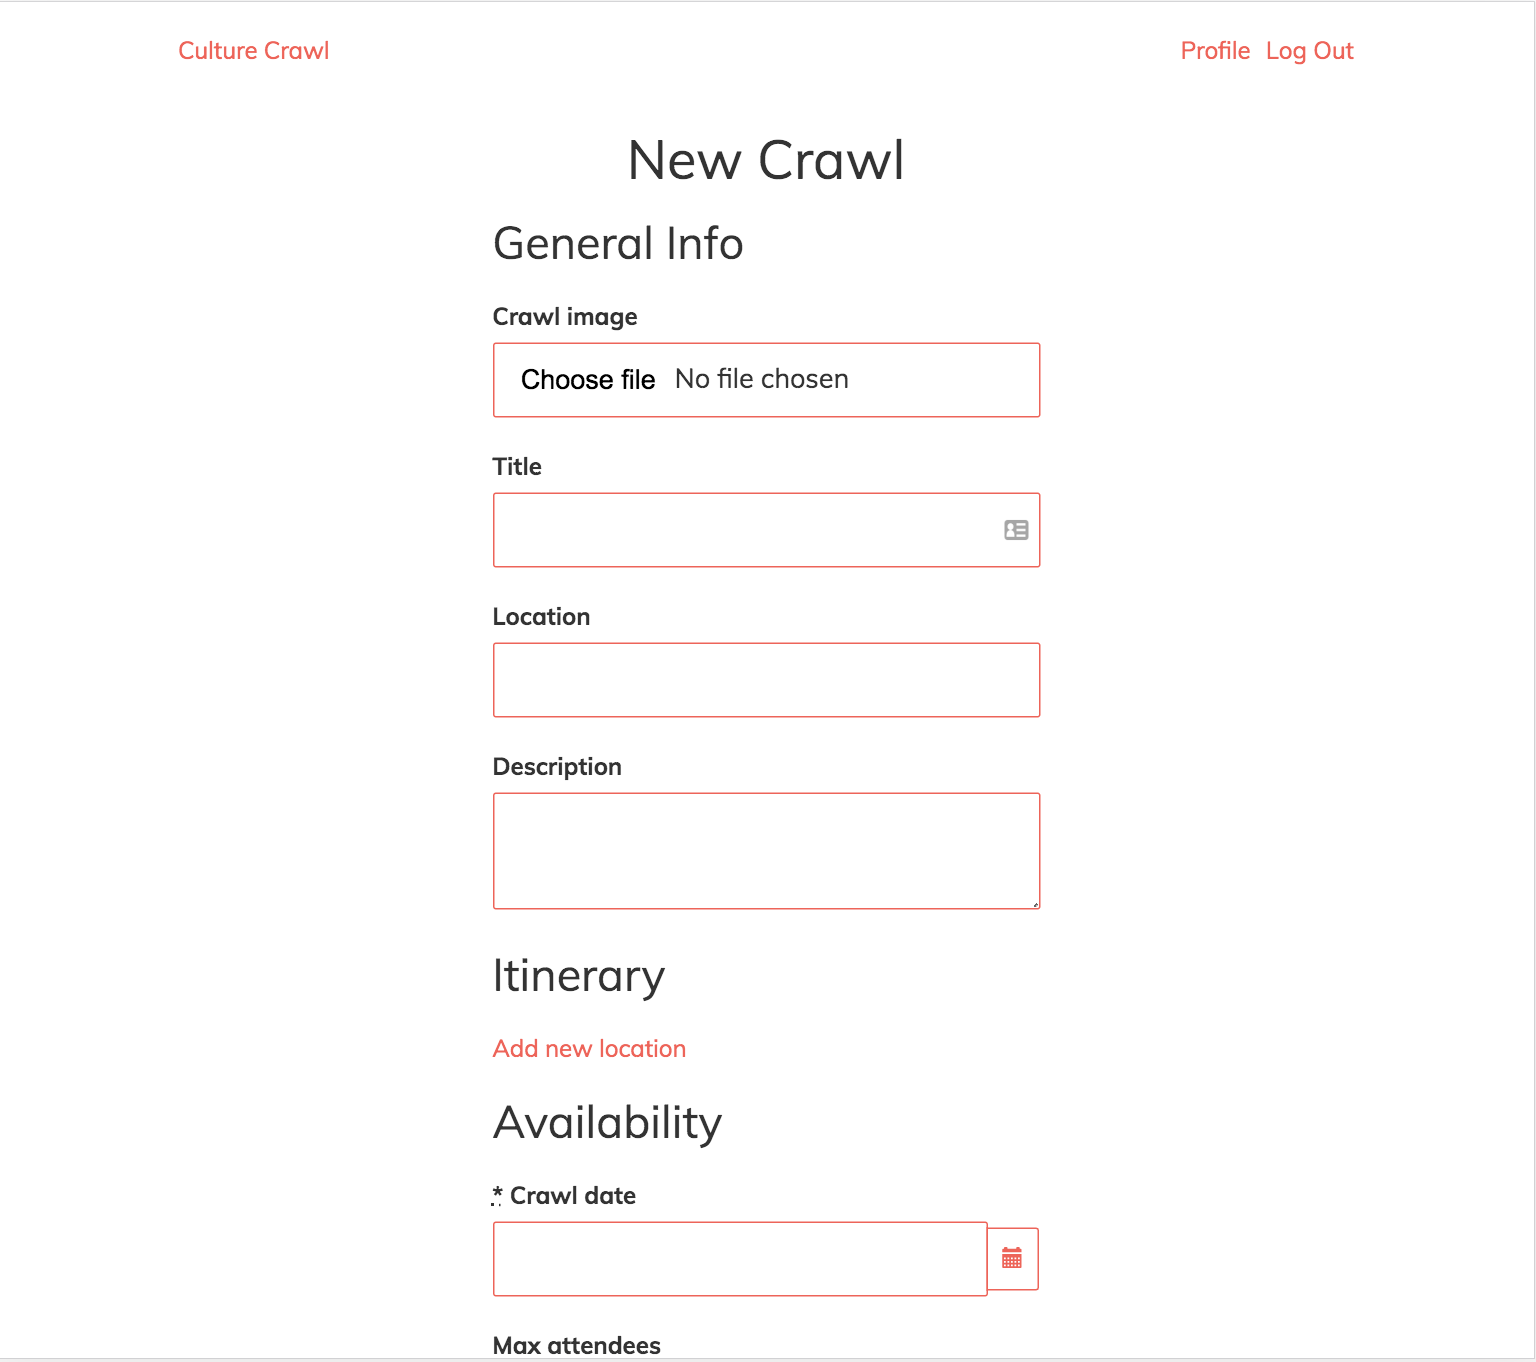 Culture Crawl Profile Log Out
New Crawl
General Info
Crawl image
Choose file No file chosen
Title
Location
Description
Itinerary
Add new location
Availability
* Crawl date
Max attendees